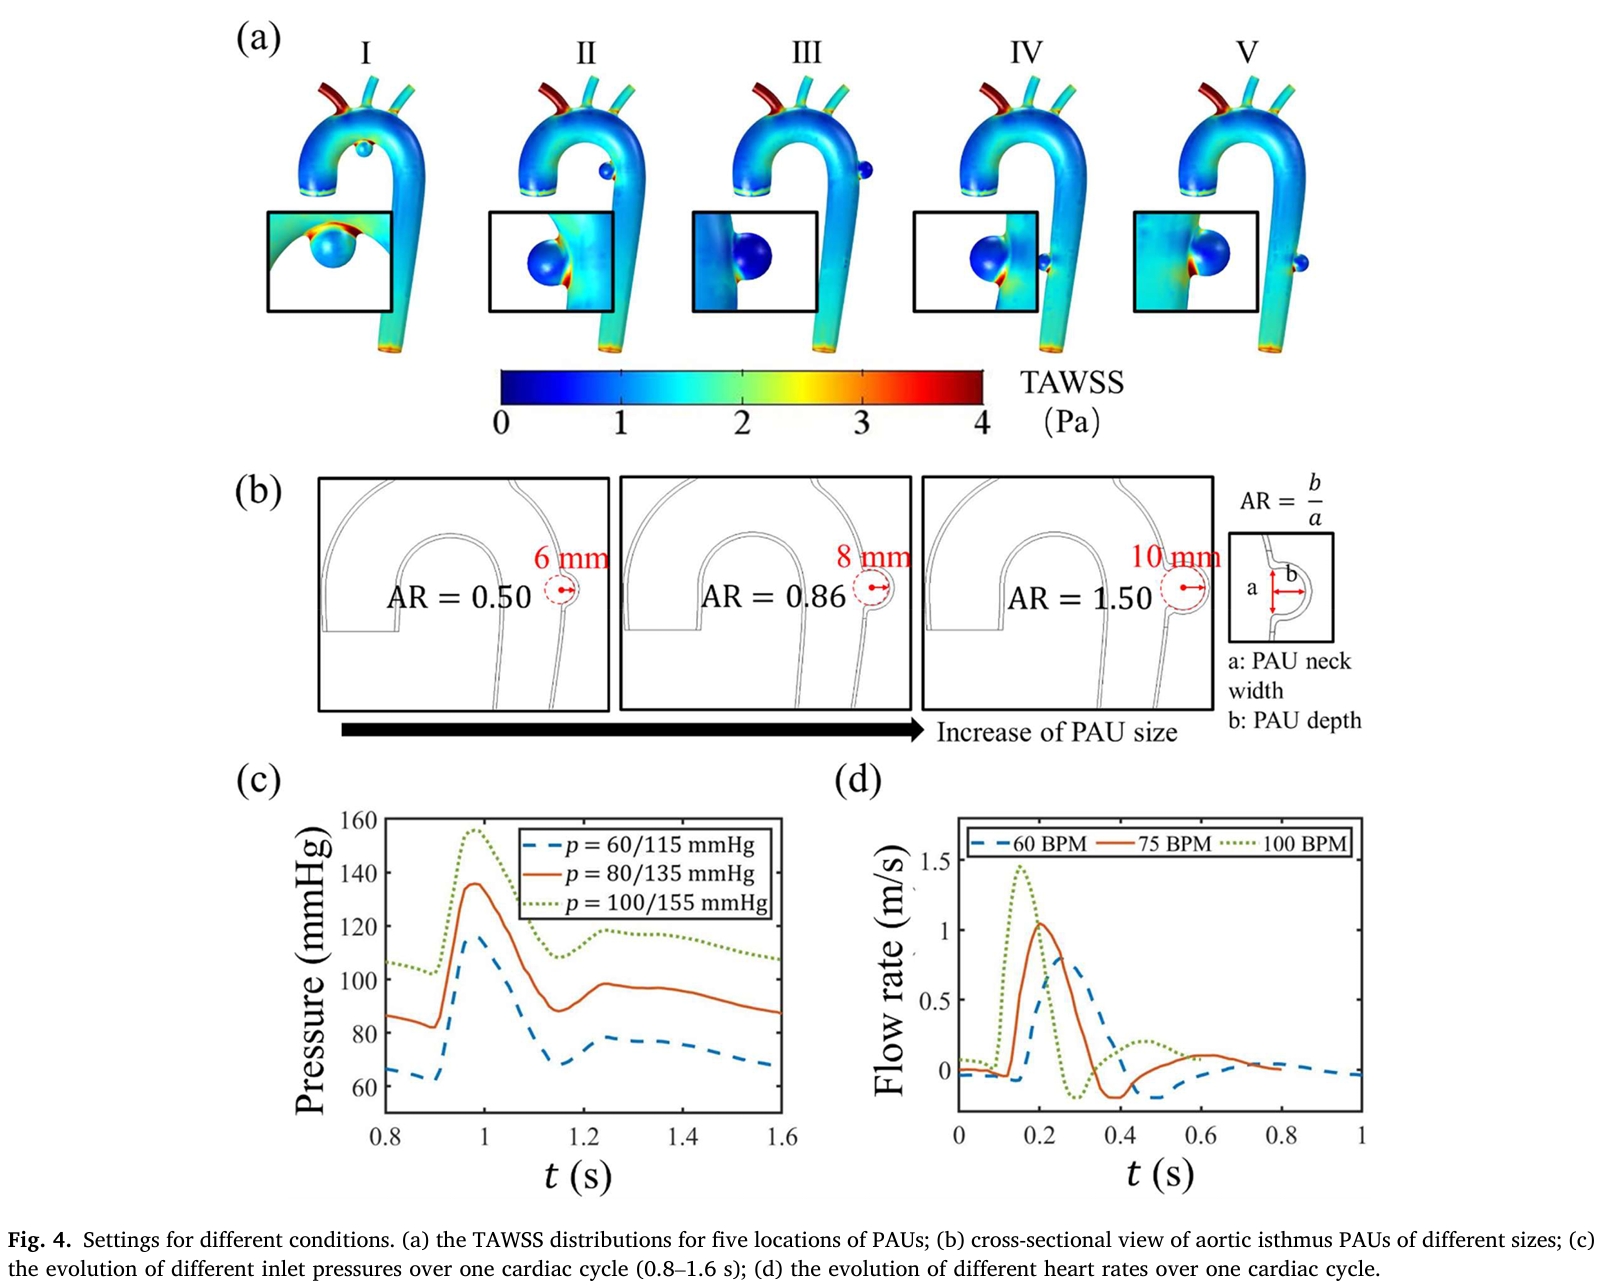 (a)
I II III IV V
0 1 2 3 4
TAWSS
(Pa)
(b)
6 mm
AR = 0.50
8 mm
AR = 0.86
10 mm
AR = 1.50
AR = b/a
a b
a: PAU neck
width
b: PAU depth
Increase of PAU size
(c)
Pressure (mmHg)
160
140
120
100
80
60
p = 60/115 mmHg
p = 80/135 mmHg
p = 100/155 mmHg
0.8 1 1.2 1.4 1.6
t (s)
(d)
Flow rate (m/s)
1.5
1
0.5
0
60 BPM 75 BPM 100 BPM
0 0.2 0.4 0.6 0.8 1
t (s)
Fig. 4. Settings for different conditions. (a) the TAWSS distributions for five locations of PAUs; (b) cross-sectional view of aortic isthmus PAUs of different sizes; (c)
the evolution of different inlet pressures over one cardiac cycle (0.8–1.6 s); (d) the evolution of different heart rates over one cardiac cycle.